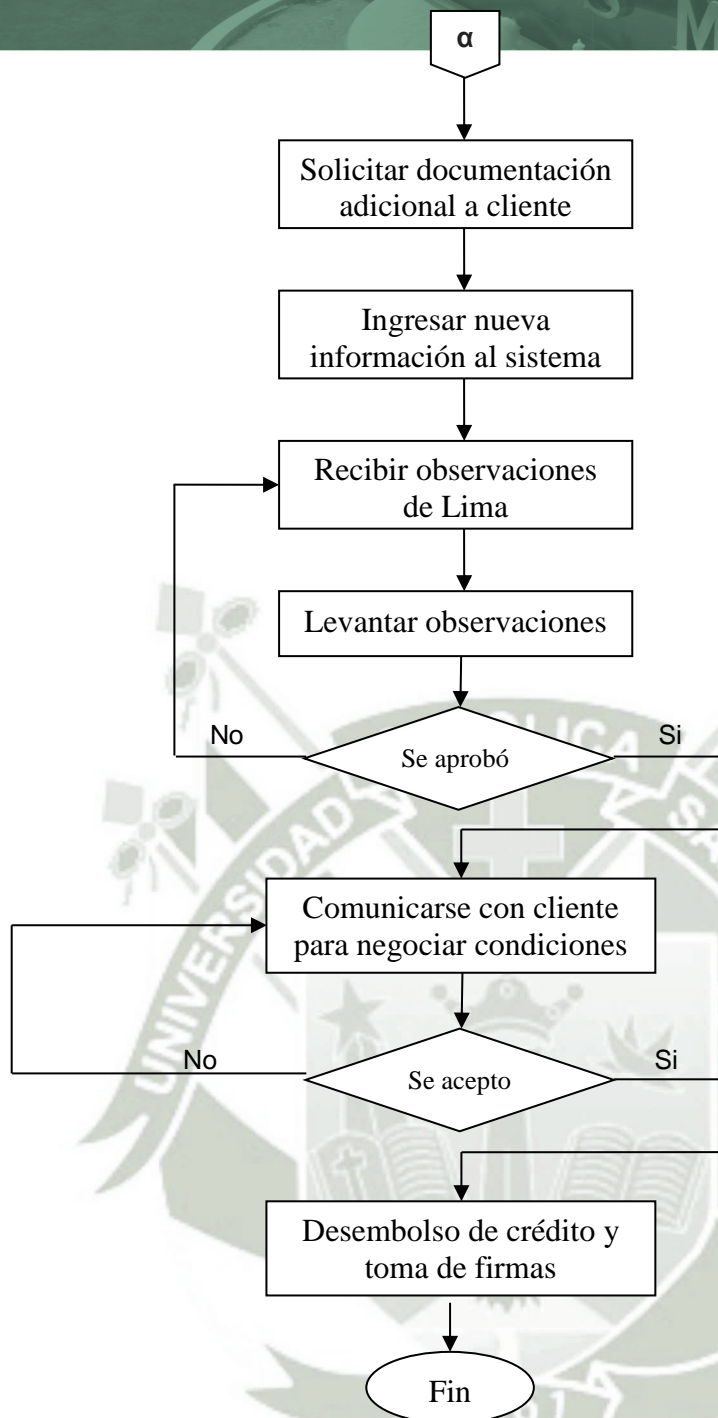 α
Solicitar documentación
adicional a cliente
Ingresar nueva
información al sistema
Recibir observaciones
de Lima
Levantar observaciones
No
Se aprobó
Si
Comunicarse con cliente
para negociar condiciones
No
Se acepto
Si
Desembolso de crédito y
toma de firmas
Fin
UNIVERSIDAD